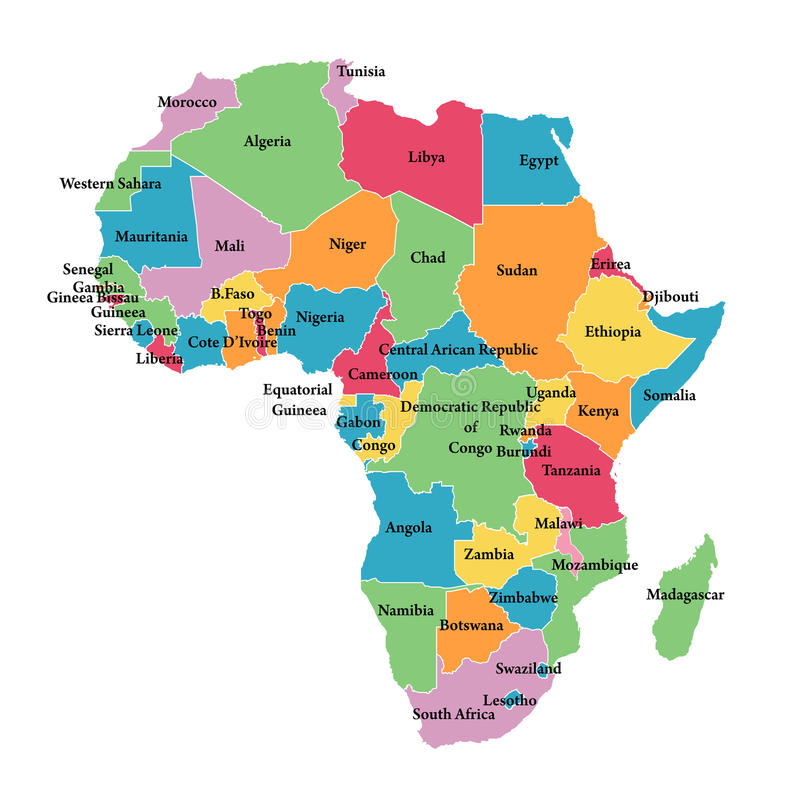 Tunisia
Morocco
Algeria
Libya
Egypt
Western Sahara
Mauritania
Mali
Niger
Chad
Sudan
Erirea
Senegal
Gambia
Gineea Bissau
Guineea
B.Faso
Djibouti
Togo
Nigeria
Benin
Ethiopia
Sierra Leone
Cote D'Ivoire
Liberia
Central Arican Republic
Cameroon
Equatorial
Guineea
Uganda
Somalia
Democratic Republic
of
Congo
Kenya
Gabon
Congo
Rwanda
Burundi
Tanzania
Angola
Malawi
Zambia
Mozambique
Zimbabwe
Madagascar
Namibia
Botswana
Swaziland
Lesotho
South Africa
dreamstime